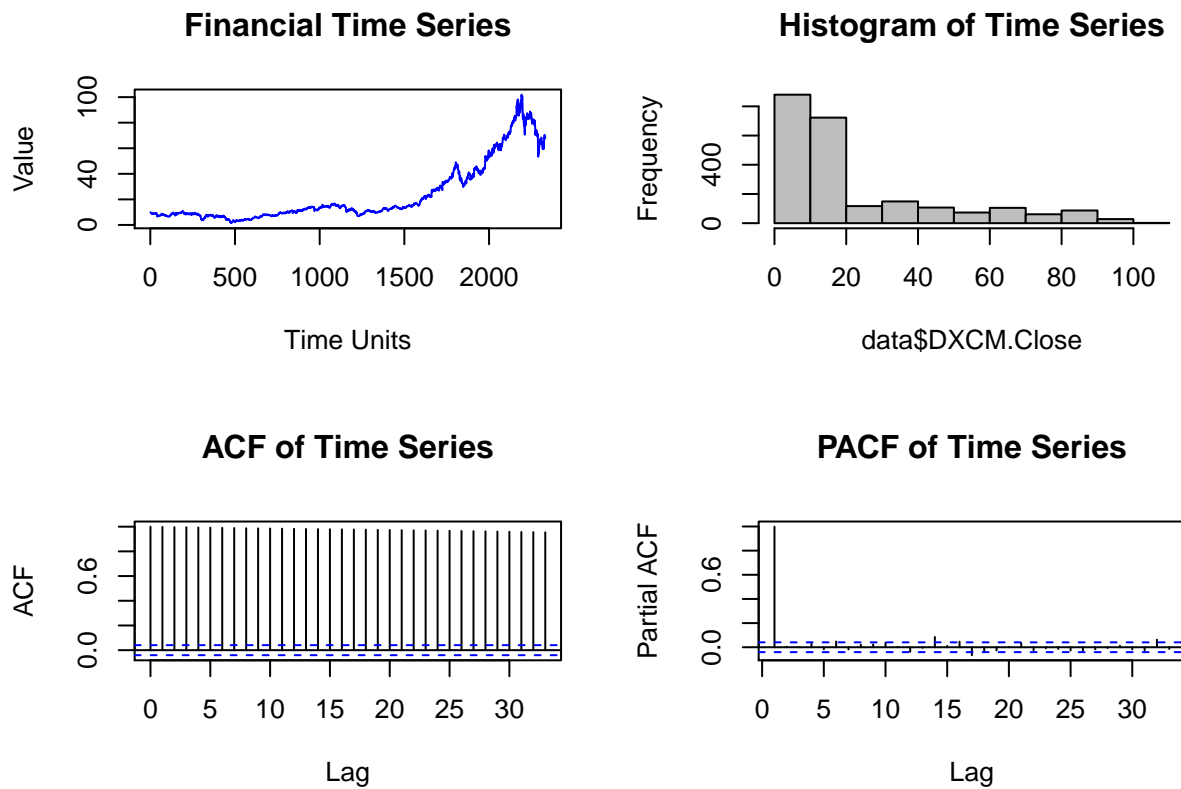 Financial Time Series
Value
0 40 100
0 500 1000 1500 2000
Time Units
Histogram of Time Series
Frequency
0 400
0 20 40 60 80 100
data$DXCM.Close
ACF of Time Series
ACF
0.0 0.6
0 5 10 15 20 25 30
Lag
PACF of Time Series
Partial ACF
0.0 0.6
0 5 10 15 20 25 30
Lag